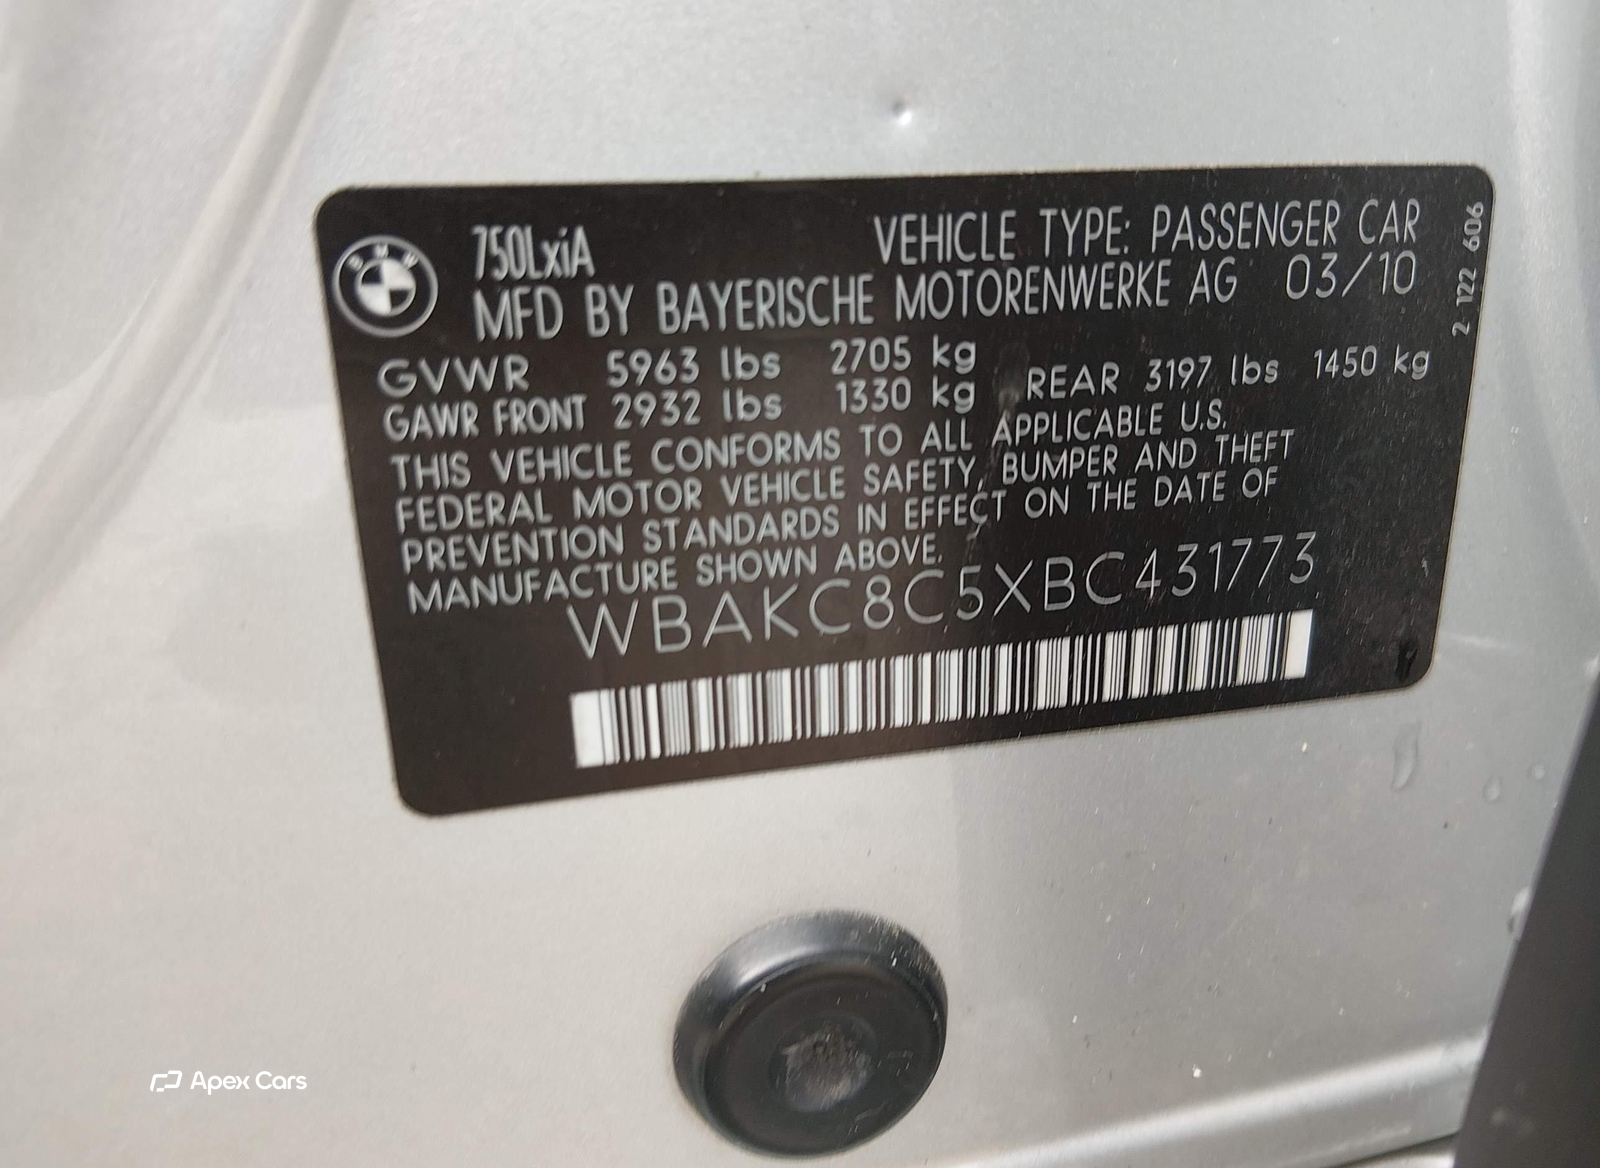 BMW
750LxiA
VEHICLE TYPE: PASSENGER CAR
MFD BY BAYERISCHE MOTORENWERKE AG 03/10
GVWR 5963 lbs 2705 kg
GAWR FRONT 2932 lbs 1330 kg REAR 3197 lbs 1450 kg
THIS VEHICLE CONFORMS TO ALL APPLICABLE U.S.
FEDERAL MOTOR VEHICLE SAFETY, BUMPER AND THEFT
PREVENTION STANDARDS IN EFFECT ON THE DATE OF
MANUFACTURE SHOWN ABOVE.
WBAKC8C5XBC431773
2 122 606
Apex Cars